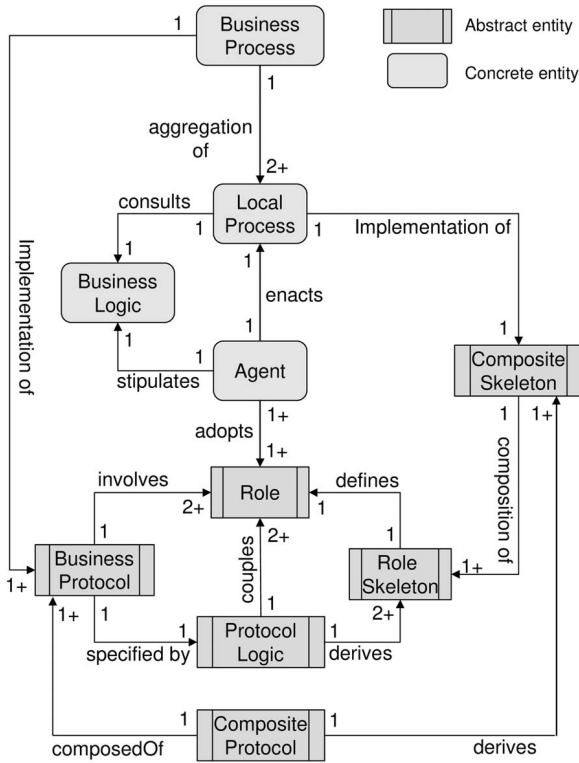 1
Business
Process
Abstract entity
1
Concrete entity
aggregation
of
2+
consults
Local
Process
1
1
Implementation of
1
1
Business
Logic
enacts
Implementation of
1
1
1
1
stipulates
Agent
Composite
Skeleton
1+
1
1+
adopts
1+
involves
Role
defines
composition of
2+
2+
1
1
couples
1
Business
Protocol
Role
Skeleton
1+
1+
1+
1
1
2+
1
Protocol
Logic
1
specified by
derives
1
Composite
Protocol
1
composedOf
derives